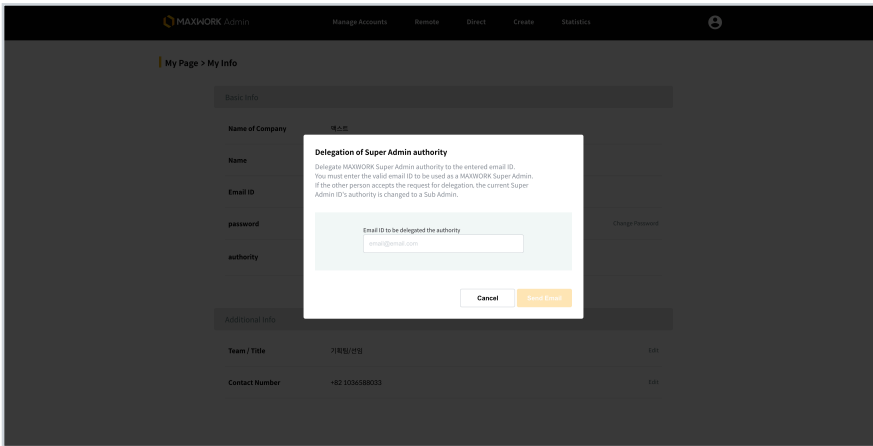 MAXWORK Admin
Manage Accounts Remote Direct Create Statistics
My Page > My Info
Basic Info
Name of Company 맥스트
Name
Email ID
password Change Password
authority
Delegation of Super Admin authority
Delegate MAXWORK Super Admin authority to the entered email ID.
You must enter the valid email ID to be used as a MAXWORK Super Admin.
If the other person accepts the request for delegation, the current Super
Admin ID's authority is changed to a Sub Admin.
Email ID to be delegated the authority
email@email.com
Cancel Send Email
Additional Info
Team / Title 기획팀/선임 Edit
Contact Number +82 1036588033 Edit